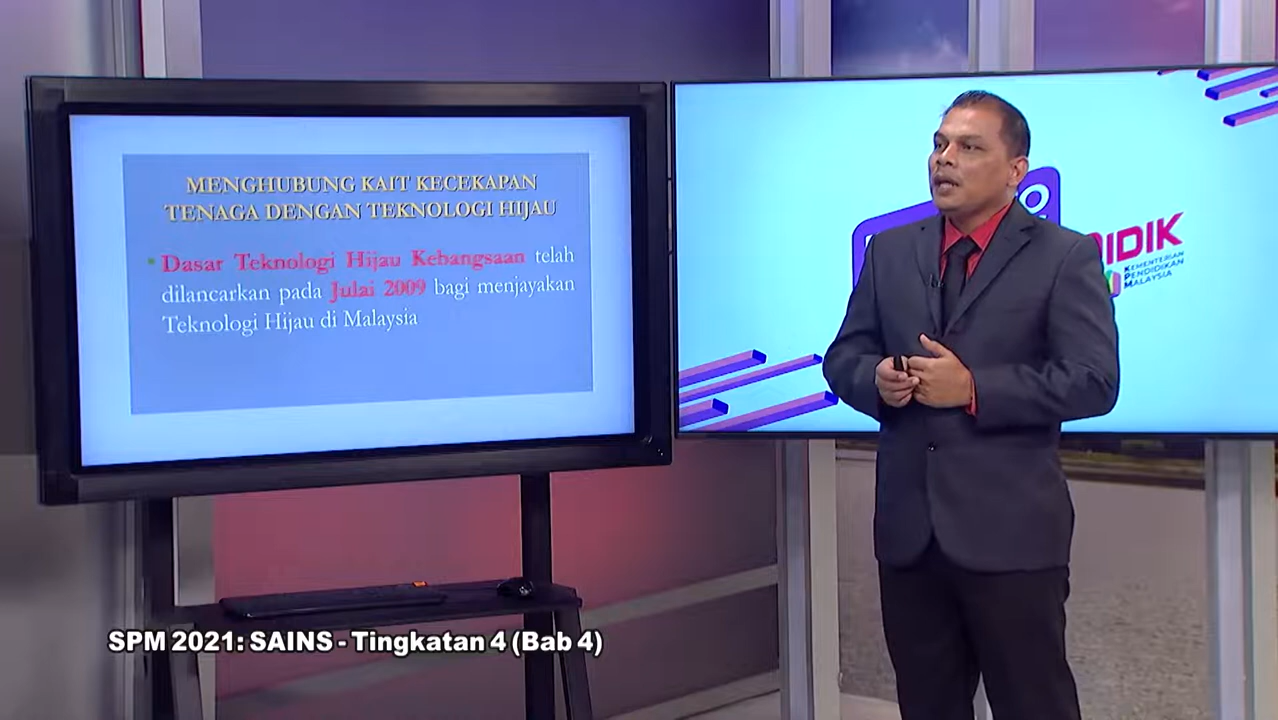 MENGHUBUNG KAIT KECEKAPAN
TENAGA DENGAN TEKNOLOGI HIJAU
• Dasar Teknologi Hijau Kebangsaan telah
dilancarkan pada Julai 2009 bagi menjayakan
Teknologi Hijau di Malaysia
DIDIK
KEMENTERIAN
PENDIDIKAN
MALAYSIA
SPM 2021: SAINS - Tingkatan 4 (Bab 4)